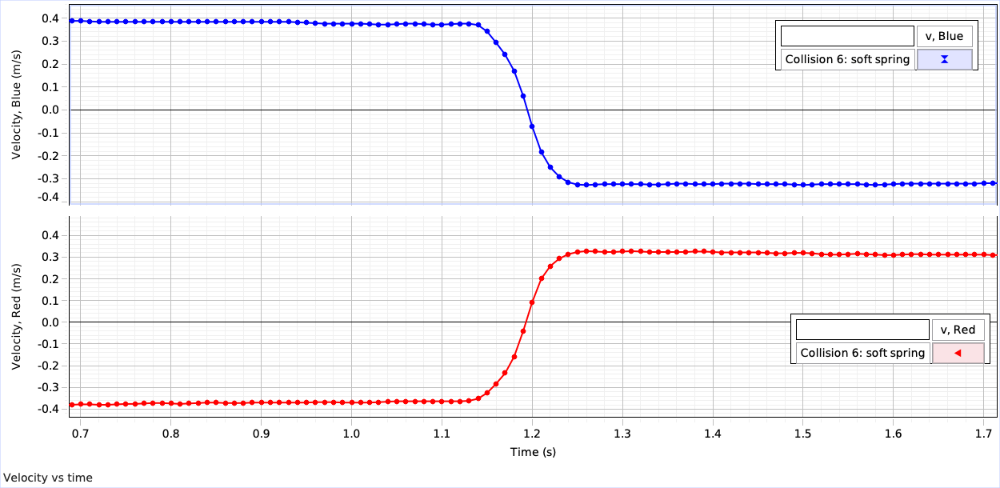 Velocity, Blue (m/s)
0.4
0.3
0.2
0.1
0.0
-0.1
-0.2
-0.3
-0.4
v, Blue
Collision 6: soft spring
Velocity, Red (m/s)
0.4
0.3
0.2
0.1
0.0
-0.1
-0.2
-0.3
-0.4
v, Red
Collision 6: soft spring
0.7 0.8 0.9 1.0 1.1 1.2 1.3 1.4 1.5 1.6 1.7
Time (s)
Velocity vs time